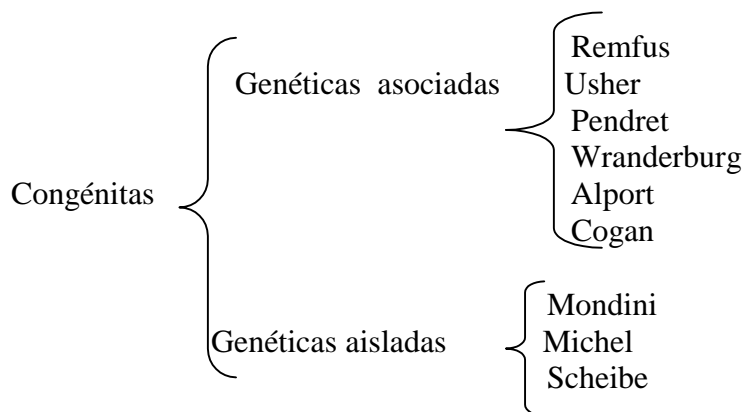 Remfus
Genéticas asociadas
Usher
Pendret
Wranderburg
Alport
Congénitas
Cogan
Mondini
Genéticas aisladas
Michel
Scheibe